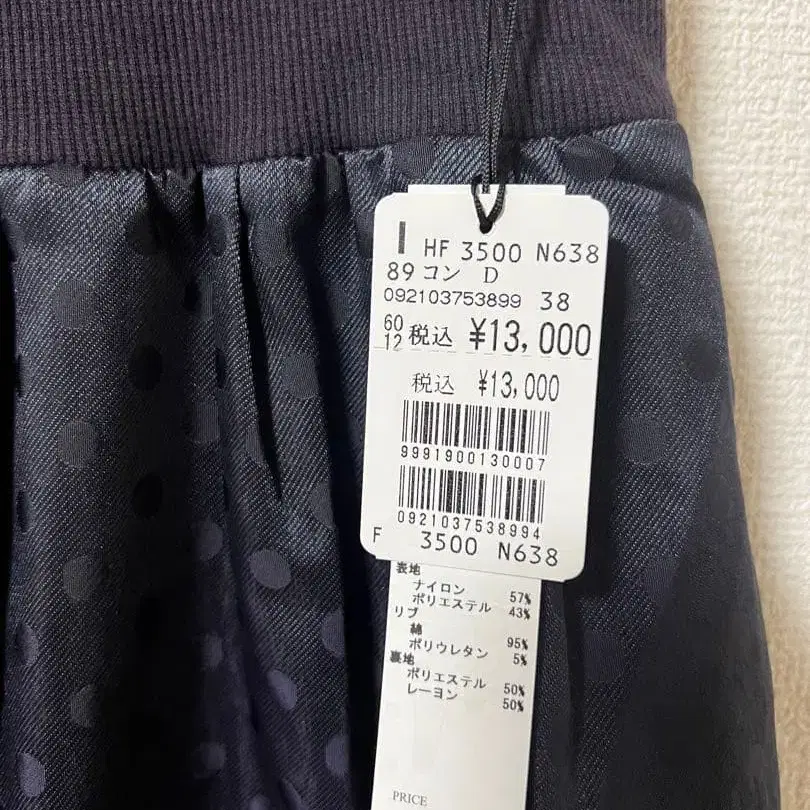 I HF 3500 N638
89 コン D
092103753899 38
60 12 税込 ¥13,000
税込 ¥13,000
9991900130007
0921037538994
F 3500 N638
表地
ナイロン 57%
ポリエステル 43%
リブ
綿 95%
ポリウレタン 5%
裏地
ポリエステル 50%
レーヨン 50%
PRICE